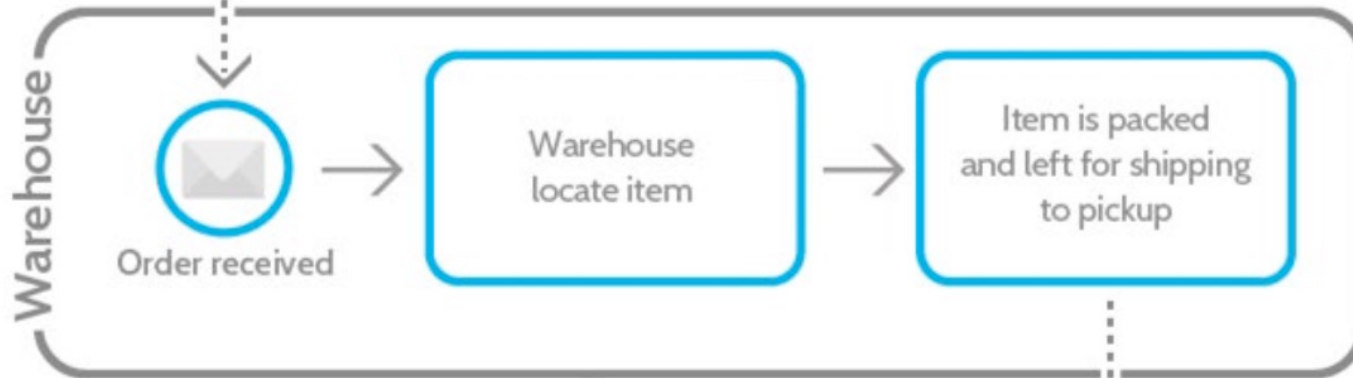 Warehouse
Order received
Warehouse
locate item
Item is packed
and left for shipping
to pickup